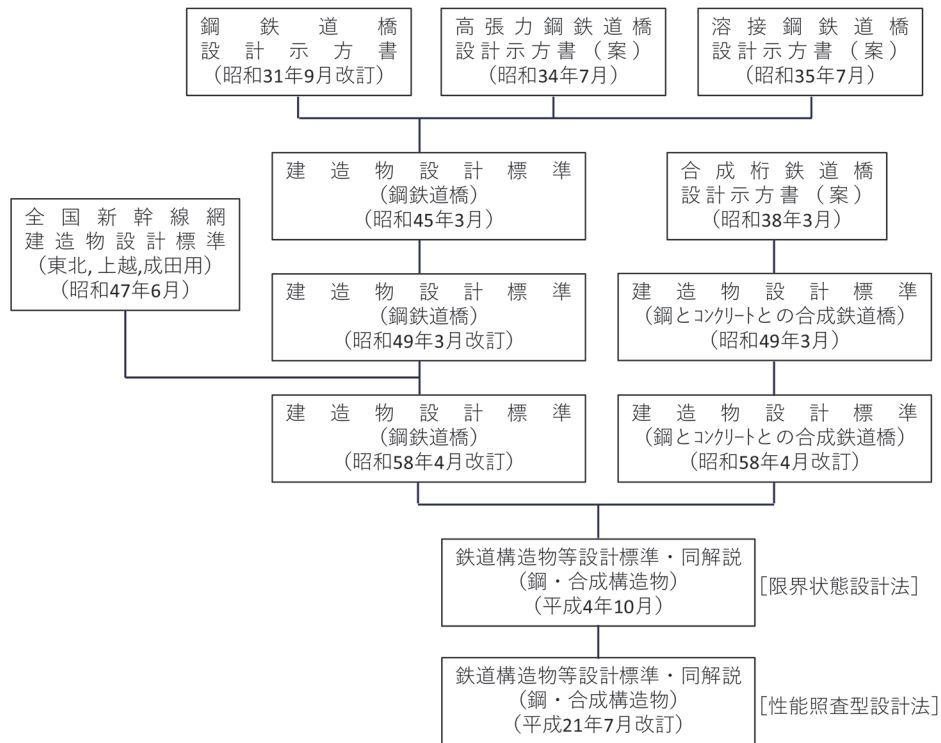 鋼鉄道橋
設計示方書
(昭和31年9月改訂)
高張力鋼鉄道橋
設計示方書(案)
(昭和34年7月)
溶接鋼鉄道橋
設計示方書(案)
(昭和35年7月)
建造物設計標準
(鋼鉄道橋)
(昭和45年3月)
合成桁鉄道橋
設計示方書(案)
(昭和38年3月)
全国新幹線網
建造物設計標準
(東北,上越,成田用)
(昭和47年6月)
建造物設計標準
(鋼鉄道橋)
(昭和49年3月改訂)
建造物設計標準
(鋼とコンクリートとの合成鉄道橋)
(昭和49年3月)
建造物設計標準
(鋼鉄道橋)
(昭和58年4月改訂)
建造物設計標準
(鋼とコンクリートとの合成鉄道橋)
(昭和58年4月改訂)
鉄道構造物等設計標準・同解説
(鋼・合成構造物)
(平成4年10月)
[限界状態設計法]
鉄道構造物等設計標準・同解説
(鋼・合成構造物)
(平成21年7月改訂)
[性能照査型設計法]